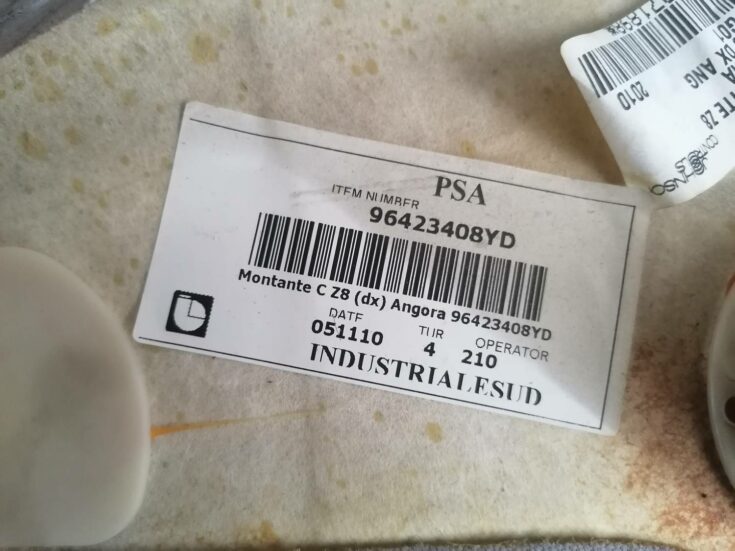 PSA
ITEM NUMBER
96423408YD
Montante C Z8 (dx) Angora 96423408YD
DATE TUR OPERATOR
051110 4 210
INDUSTRIALESUD
2010
DX ANG